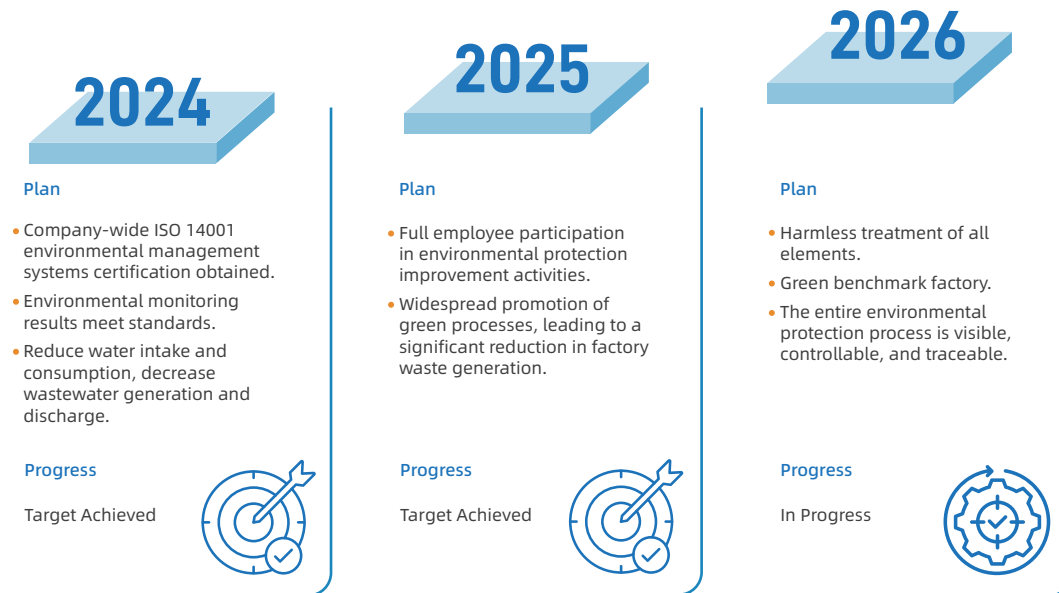 2024
Plan
• Company-wide ISO 14001
environmental management
systems certification obtained.
• Environmental monitoring
results meet standards.
• Reduce water intake and
consumption, decrease
wastewater generation and
discharge.
Progress
Target Achieved
2025
Plan
• Full employee participation
in environmental protection
improvement activities.
• Widespread promotion of
green processes, leading to a
significant reduction in factory
waste generation.
Progress
Target Achieved
2026
Plan
• Harmless treatment of all
elements.
• Green benchmark factory.
• The entire environmental
protection process is visible,
controllable, and traceable.
Progress
In Progress